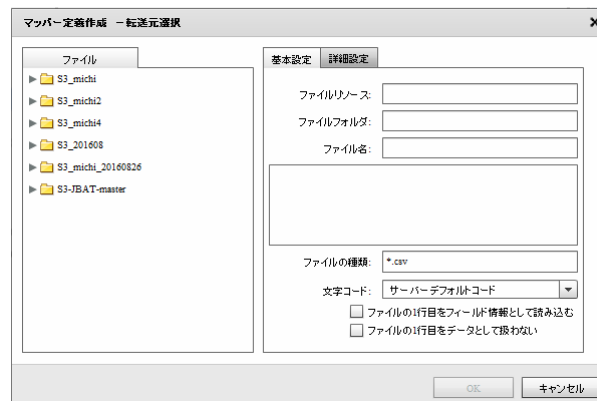 マッパー定義作成 －転送元選択
ファイル
S3_michi
S3_michi2
S3_michi4
S3_201608
S3_michi_20160826
S3-JBAT-master
基本設定 詳細設定
ファイルリソース:
ファイルフォルダ:
ファイル名:
ファイルの種類: *.csv
文字コード: サーバーデフォルトコード
ファイルの1行目をフィールド情報として読み込む
ファイルの1行目をデータとして扱わない
OK キャンセル